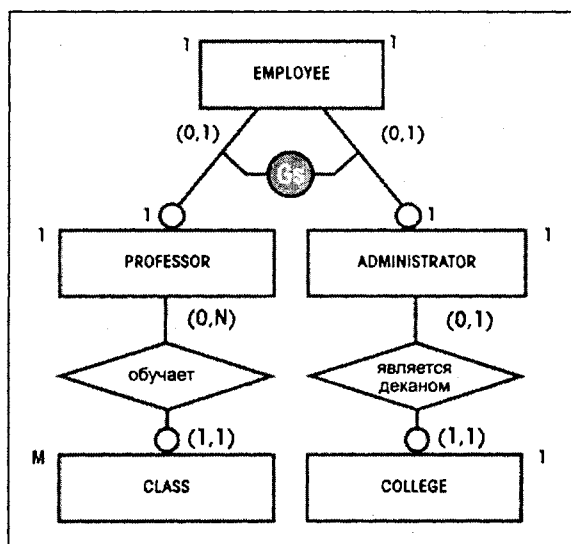 1 1
EMPLOYEE
(0,1) (0,1)
Gs
1 1
1 1
PROFESSOR ADMINISTRATOR
(0,N) (0,1)
обучает
является
деканом
(1,1) (1,1)
M 1
CLASS COLLEGE